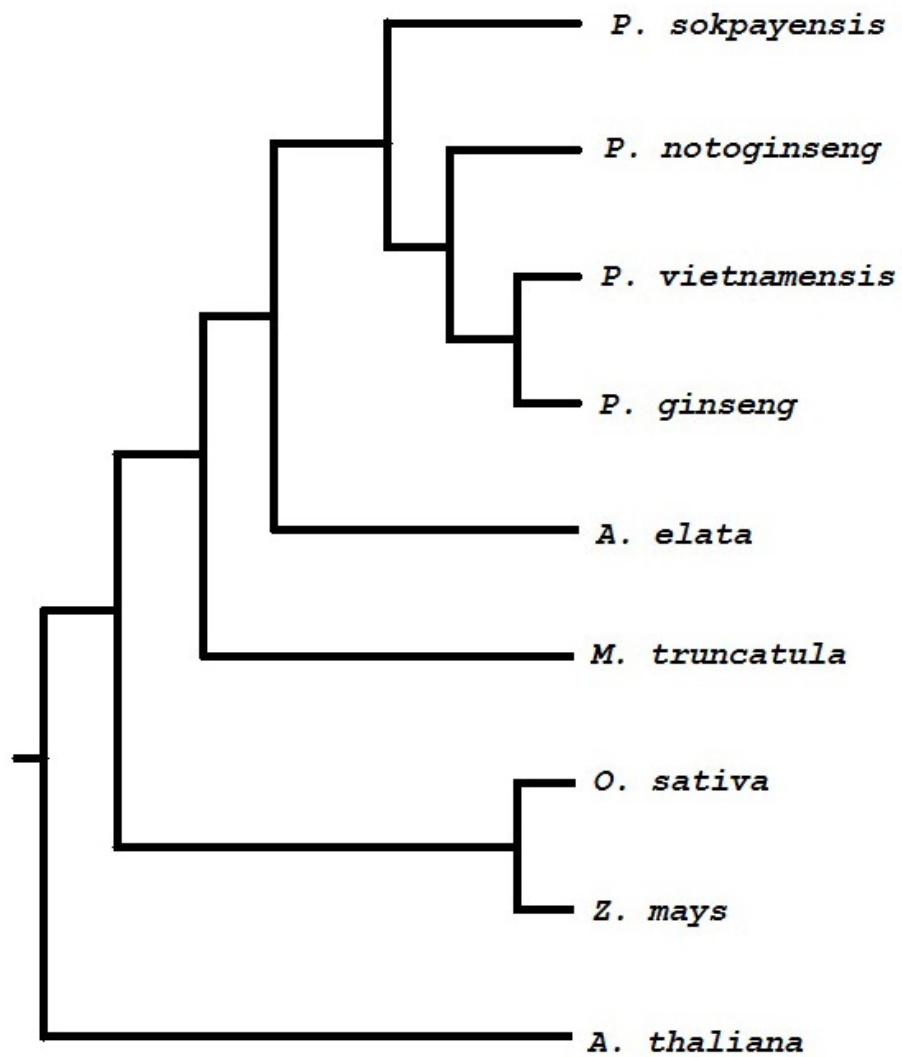 P. sokpayensis
P. notoginseng
P. vietnamensis
P. ginseng
A. elata
M. truncatula
O. sativa
Z. mays
A. thaliana